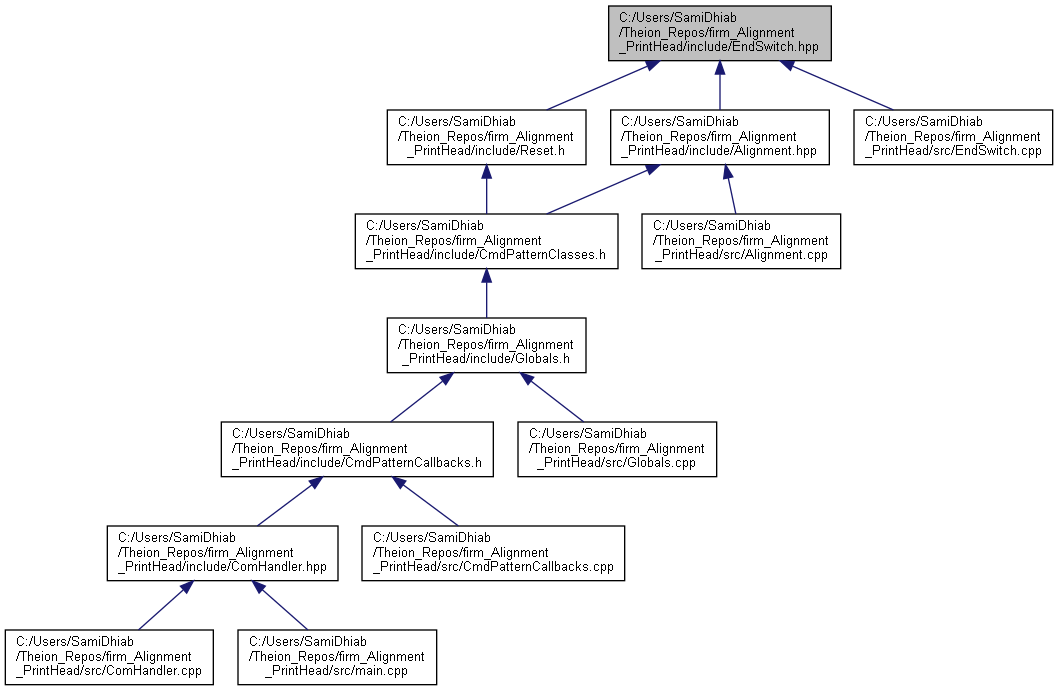 C:/Users/SamiDhiab
/Theion_Repos/firm_Alignment
_PrintHead/include/EndSwitch.hpp
C:/Users/SamiDhiab
/Theion_Repos/firm_Alignment
_PrintHead/include/Reset.h
C:/Users/SamiDhiab
/Theion_Repos/firm_Alignment
_PrintHead/include/Alignment.hpp
C:/Users/SamiDhiab
/Theion_Repos/firm_Alignment
_PrintHead/src/EndSwitch.cpp
C:/Users/SamiDhiab
/Theion_Repos/firm_Alignment
_PrintHead/include/CmdPatternClasses.h
C:/Users/SamiDhiab
/Theion_Repos/firm_Alignment
_PrintHead/src/Alignment.cpp
C:/Users/SamiDhiab
/Theion_Repos/firm_Alignment
_PrintHead/include/Globals.h
C:/Users/SamiDhiab
/Theion_Repos/firm_Alignment
_PrintHead/include/CmdPatternCallbacks.h
C:/Users/SamiDhiab
/Theion_Repos/firm_Alignment
_PrintHead/src/Globals.cpp
C:/Users/SamiDhiab
/Theion_Repos/firm_Alignment
_PrintHead/include/ComHandler.hpp
C:/Users/SamiDhiab
/Theion_Repos/firm_Alignment
_PrintHead/src/CmdPatternCallbacks.cpp
C:/Users/SamiDhiab
/Theion_Repos/firm_Alignment
_PrintHead/src/ComHandler.cpp
C:/Users/SamiDhiab
/Theion_Repos/firm_Alignment
_PrintHead/src/main.cpp